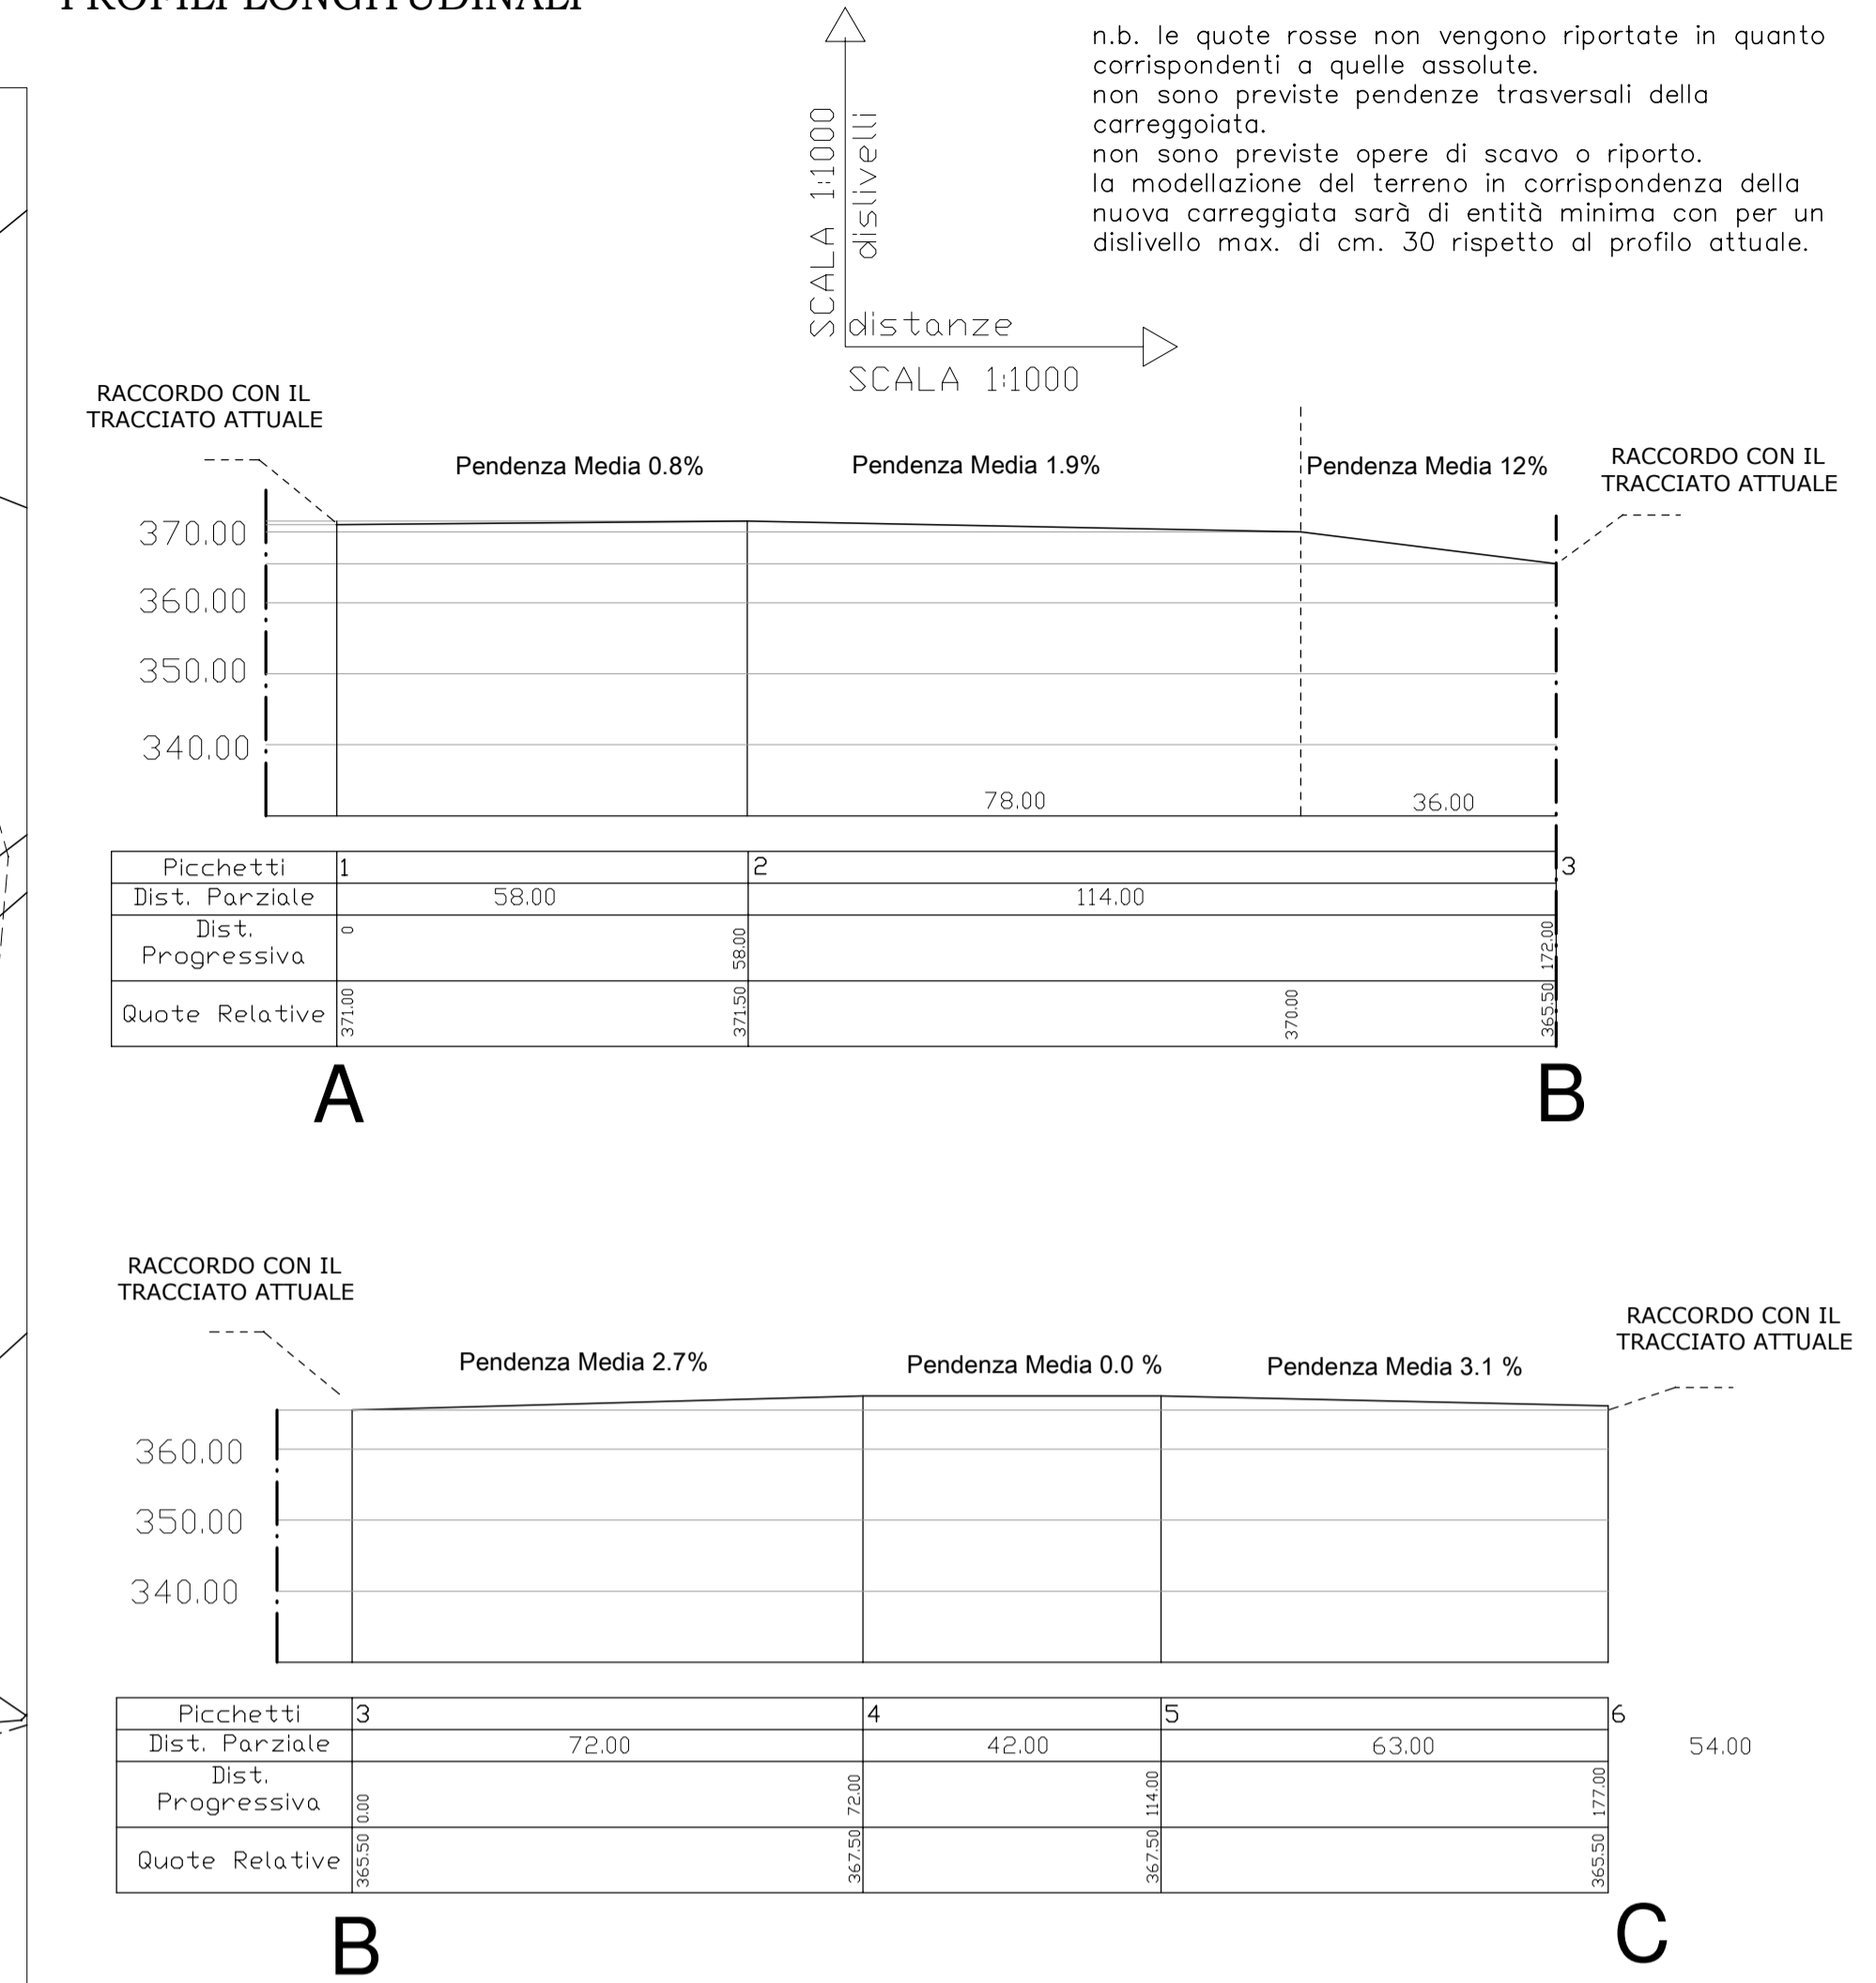 PROFILI LONGITUDINALI
n.b. le quote rosse non vengono riportate in quanto
corrispondenti a quelle assolute.
non sono previste pendenze trasversali della
carreggoiata.
non sono previste opere di scavo o riporto.
la modellazione del terreno in corrispondenza della
nuova carreggiata sarà di entità minima con per un
dislivello max. di cm. 30 rispetto al profilo attuale.
SCALA 1:1000
dislivelli
distanze
SCALA 1:1000
RACCORDO CON IL
TRACCIATO ATTUALE
Pendenza Media 0.8%
Pendenza Media 1.9%
Pendenza Media 12%
RACCORDO CON IL
TRACCIATO ATTUALE
370.00
360.00
350.00
340.00
78.00
36.00
Picchetti 1 2 3
Dist. Parziale 58.00 114.00
Dist.
Progressiva 0 58.00 172.00
Quote Relative 371.00 371.50 370.00 365.50
A
B
RACCORDO CON IL
TRACCIATO ATTUALE
Pendenza Media 2.7%
Pendenza Media 0.0 %
Pendenza Media 3.1 %
RACCORDO CON IL
TRACCIATO ATTUALE
360.00
350.00
340.00
Picchetti 3 4 5 6
Dist. Parziale 72.00 42.00 63.00 54.00
Dist.
Progressiva 0.00 72.00 114.00 177.00
Quote Relative 365.50 367.50 367.50 365.50
B
C